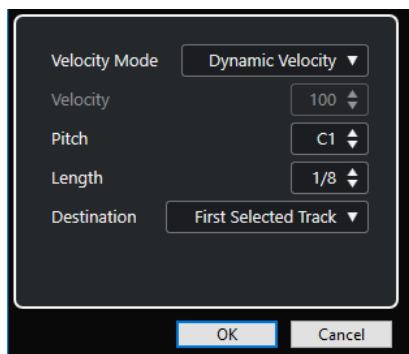 Velocity Mode Dynamic Velocity
Velocity 100
Pitch C1
Length 1/8
Destination First Selected Track
OK Cancel